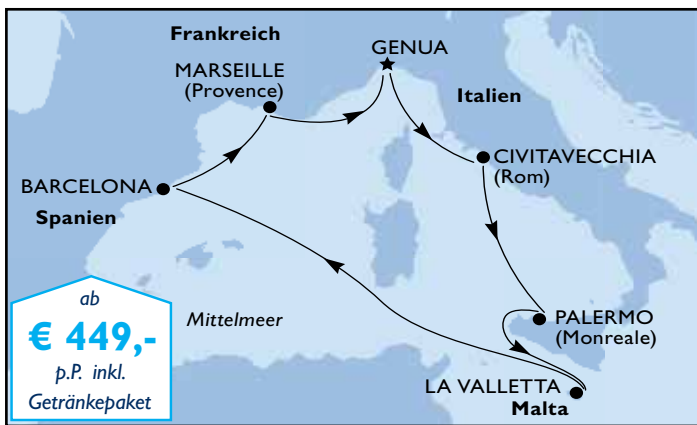 Frankreich
GENUA
MARSEILLE
(Provence)
Italien
CIVITAVECCHIA
(Rom)
BARCELONA
Spanien
ab
€ 449,-
p.P. inkl.
Getränkepaket
Mittelmeer
PALERMO
(Monreale)
LA VALLETTA
Malta